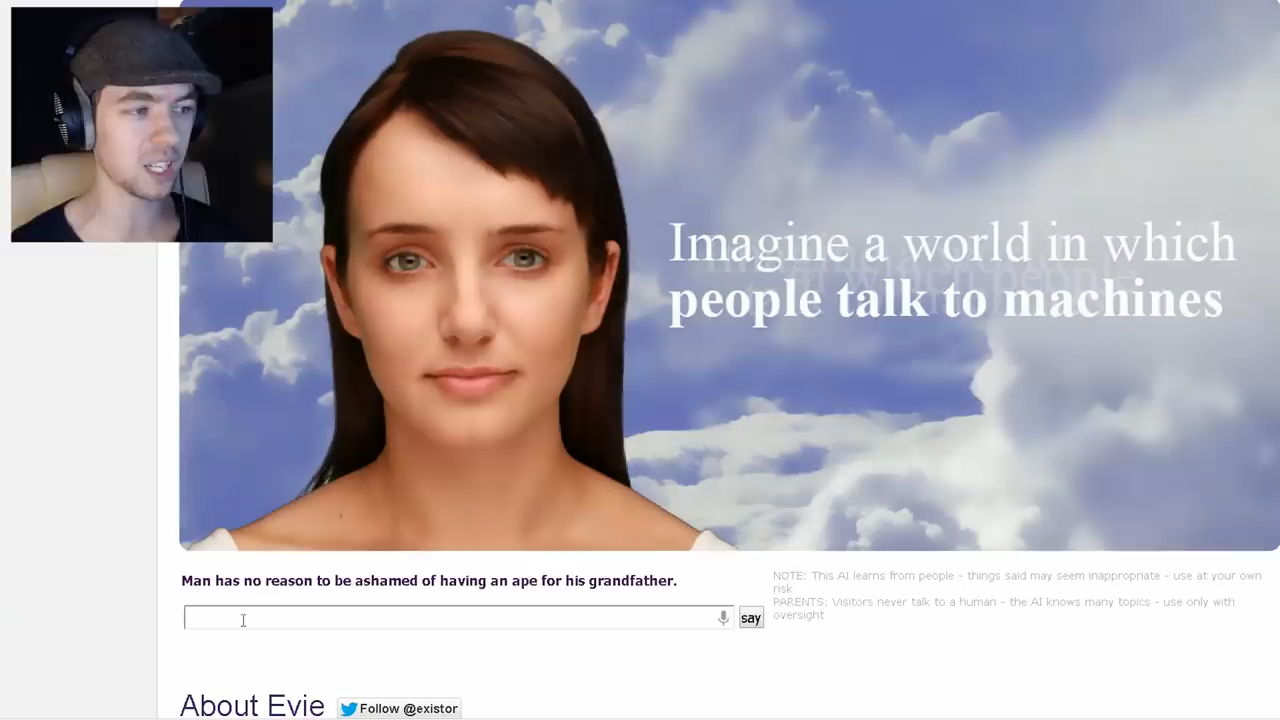 Imagine a world in which
people talk to machines
Man has no reason to be ashamed of having an ape for his grandfather.
say
NOTE: This AI learns from people - things said may seem inappropriate - use at your own
risk
PARENTS: Visitors never talk to a human - the AI knows many topics - use only with
oversight
About Evie
Follow @existor